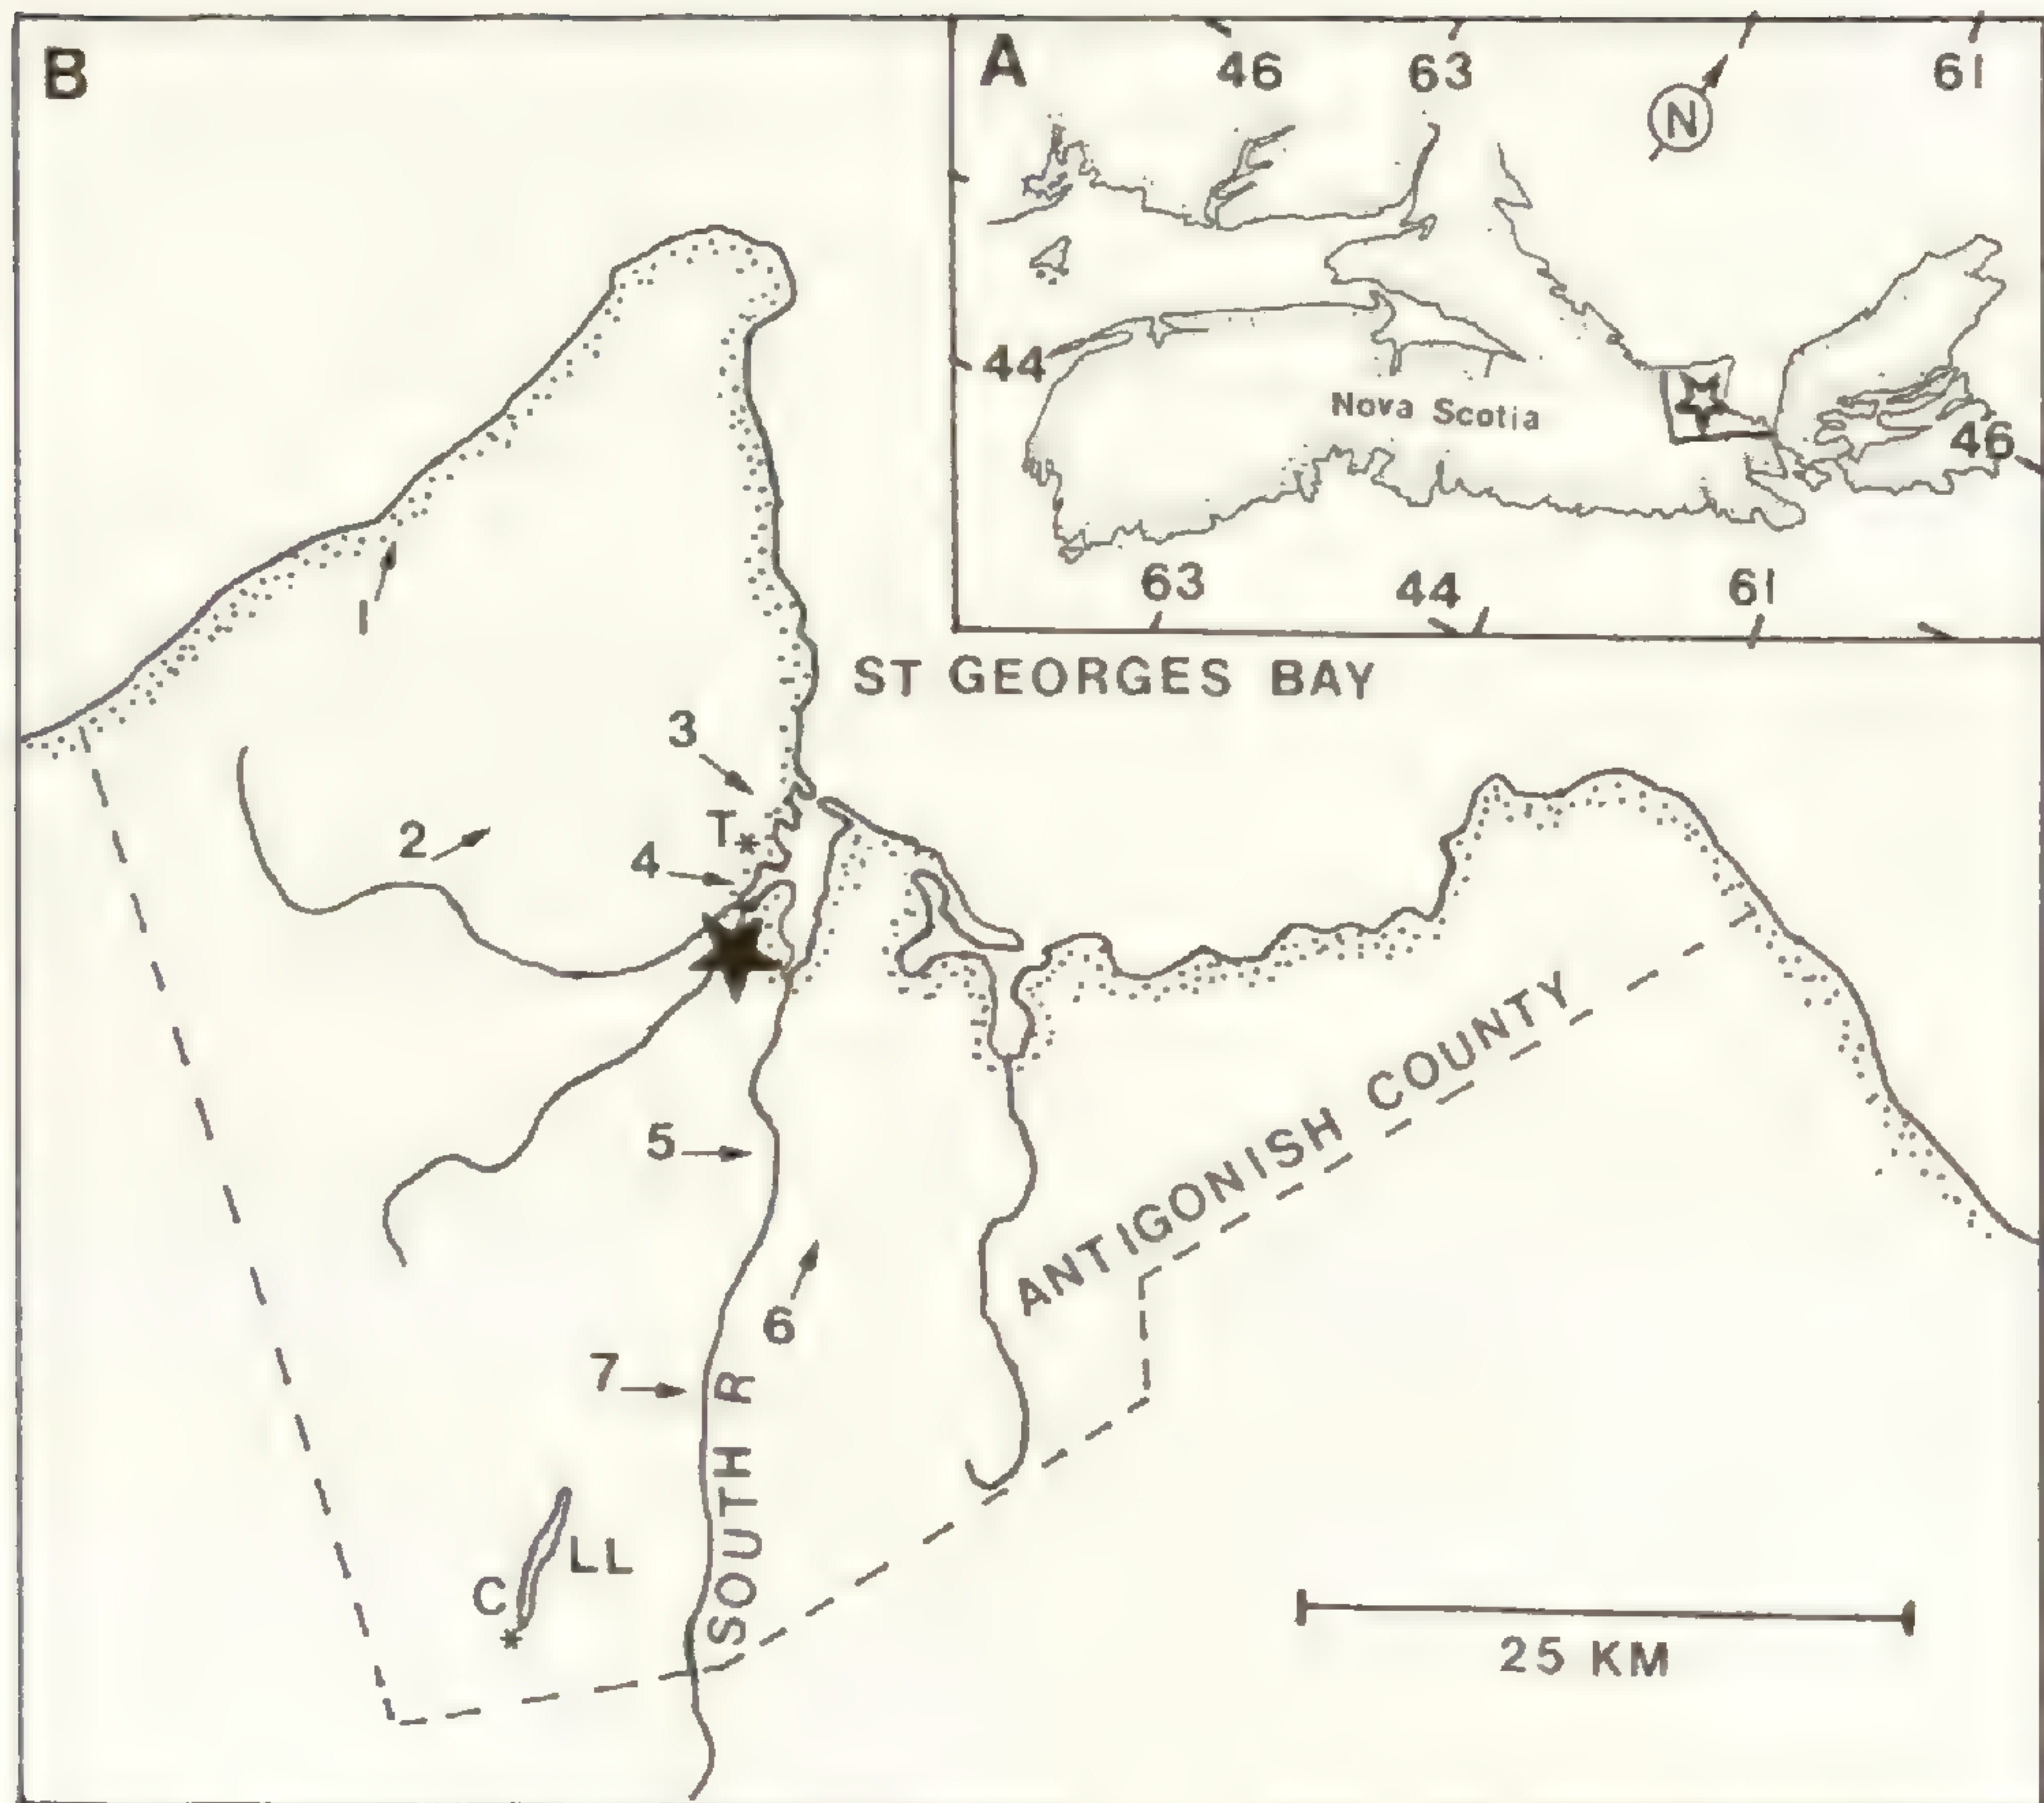 B
A
46
63
61
N
44
Nova Scotia
46
63
44
61
ST GEORGES BAY
1
3
2
T
4
5
ANTIGONISH COUNTY
6
7
SOUTH R
LL
C
25 KM